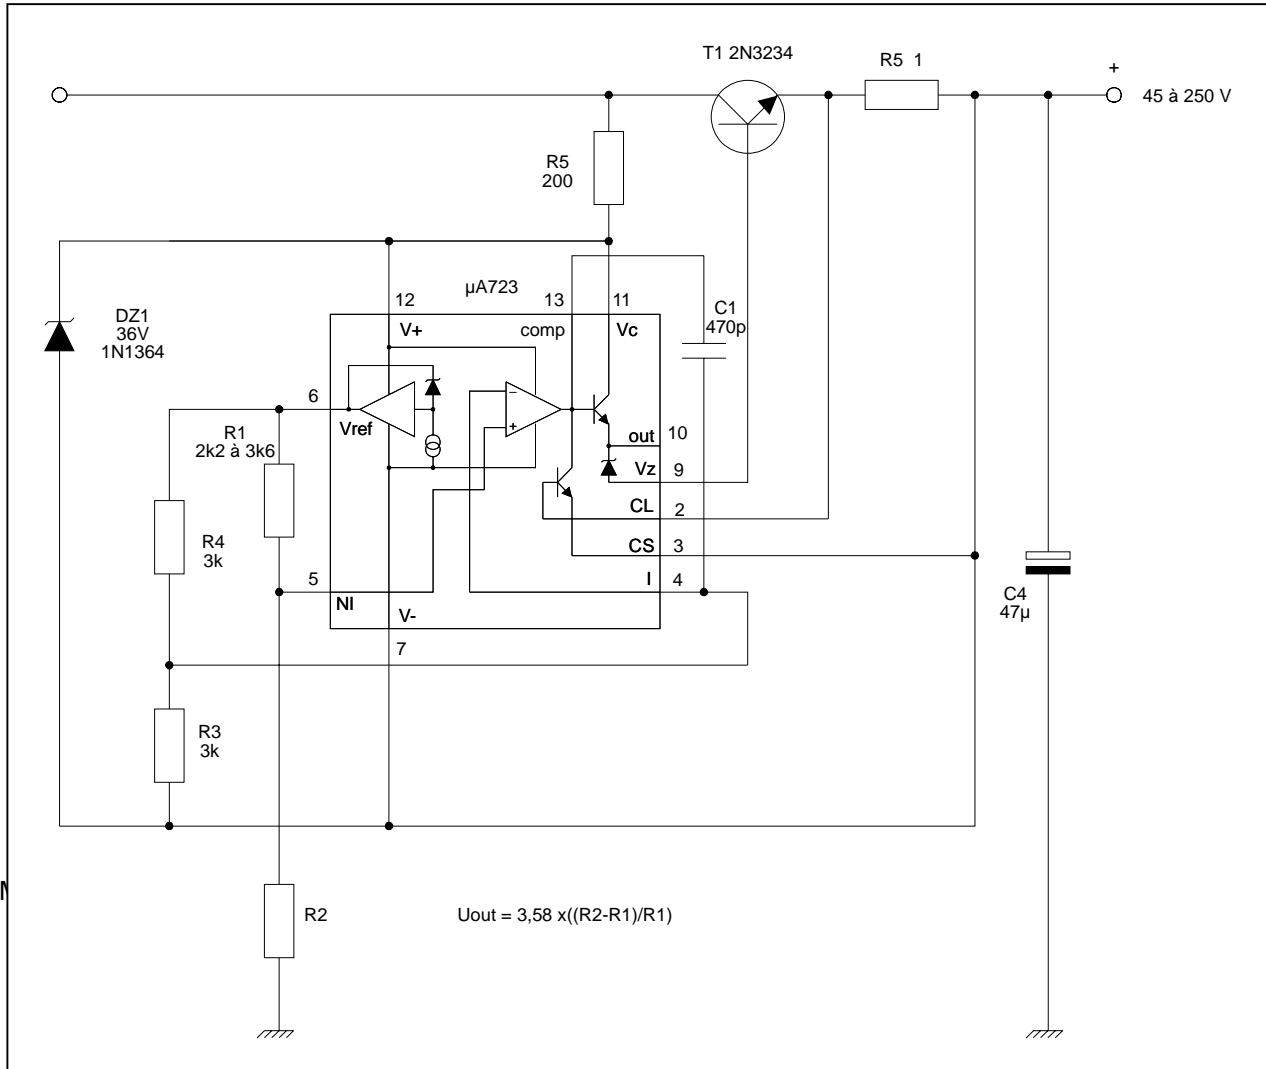 T1 2N3234
R5 1
+
45 à 250 V
R5
200
µA723
12
13
11
C1
470p
DZ1
36V
1N1364
V+
comp
Vc
6
Vref
R1
2k2 à 3k6
−
+
out
10
Vz
9
CL
2
CS
3
R4
3k
5
NI
I
4
V-
7
C4
47µ
R3
3k
R2
Uout = 3,58 x((R2-R1)/R1)